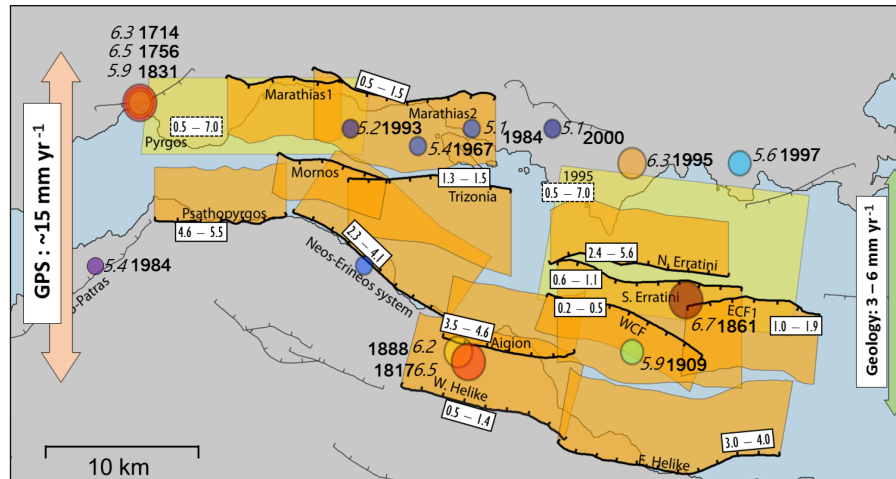 6.3 1714
6.5 1756
5.9 1831
GPS : ~15 mm yr⁻¹
Marathias1
0.5 – 1.5
Marathias2
0.5 – 7.0
Pyrgos
5.2 1993
5.4 1967
5.1 1984
5.1 2000
6.3 1995
5.6 1997
Mornos
1.3 – 1.5
Trizonia
1995
0.5 – 7.0
Psathopyrgos
4.6 – 5.5
2.3 – 4.1
Neos-Erineos system
5.4 1984
o-Patras
2.4 – 5.6
N. Erratini
0.6 – 1.1
S. Erratini
0.2 – 0.5
WCF
ECF1
6.7 1861
1.0 – 1.9
Geology: 3 – 6 mm yr⁻¹
3.5 – 4.6
Aigion
1888 6.2
1817 6.5
W. Helike
5.9 1909
0.5 – 1.4
3.0 – 4.0
E. Helike
10 km